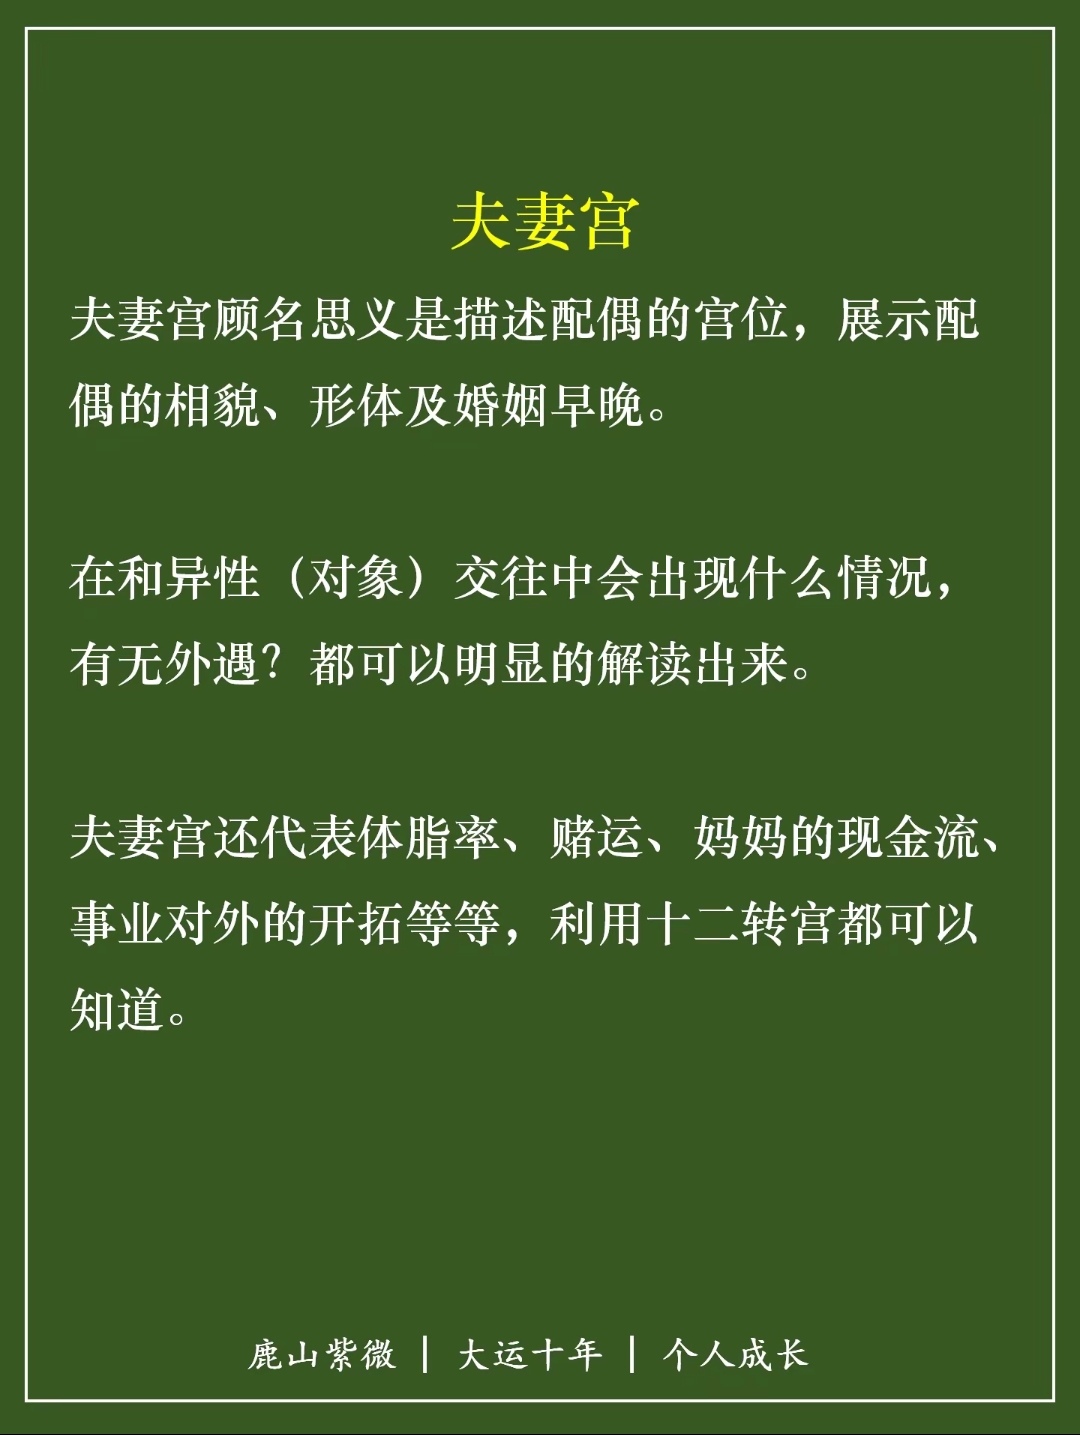 夫妻宫
夫妻宫顾名思义是描述配偶的宫位，展示配
偶的相貌、形体及婚姻早晚。
在和异性（对象）交往中会出现什么情况，
有无外遇？都可以明显的解读出来。
夫妻宫还代表体脂率、赌运、妈妈的现金流、
事业对外的开拓等等，利用十二转宫都可以
知道。
鹿山紫微 | 大运十年 | 个人成长